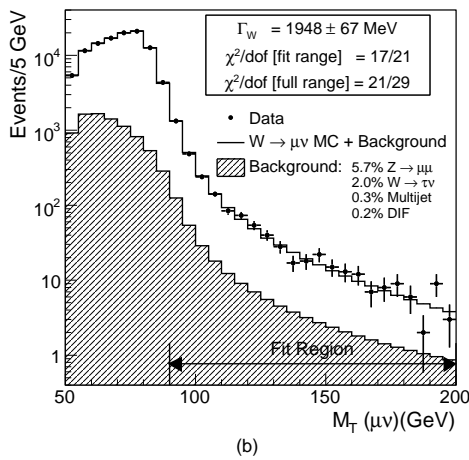 Events/5 GeV
10⁴
10³
10²
10
1
Γ_W = 1948 ± 67 MeV
χ²/dof [fit range] = 17/21
χ²/dof [full range] = 21/29
Data
W → μν MC + Background
Background: 5.7% Z → μμ
2.0% W → τν
0.3% Multijet
0.2% DIF
Fit Region
50 100 150 200
M_T (μν)(GeV)
(b)